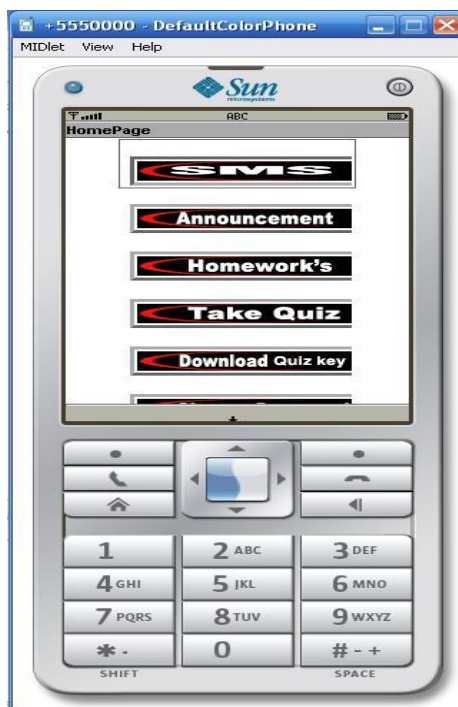 +5550000 - DefaultColorPhone
MIDlet View Help
Sun
microsystems
ABC
HomePage
SMS
Announcement
Homework's
Take Quiz
Download Quiz key
1 2 ABC 3 DEF
4 GHI 5 JKL 6 MNO
7 PQRS 8 TUV 9 WXYZ
* . 0 # - +
SHIFT SPACE